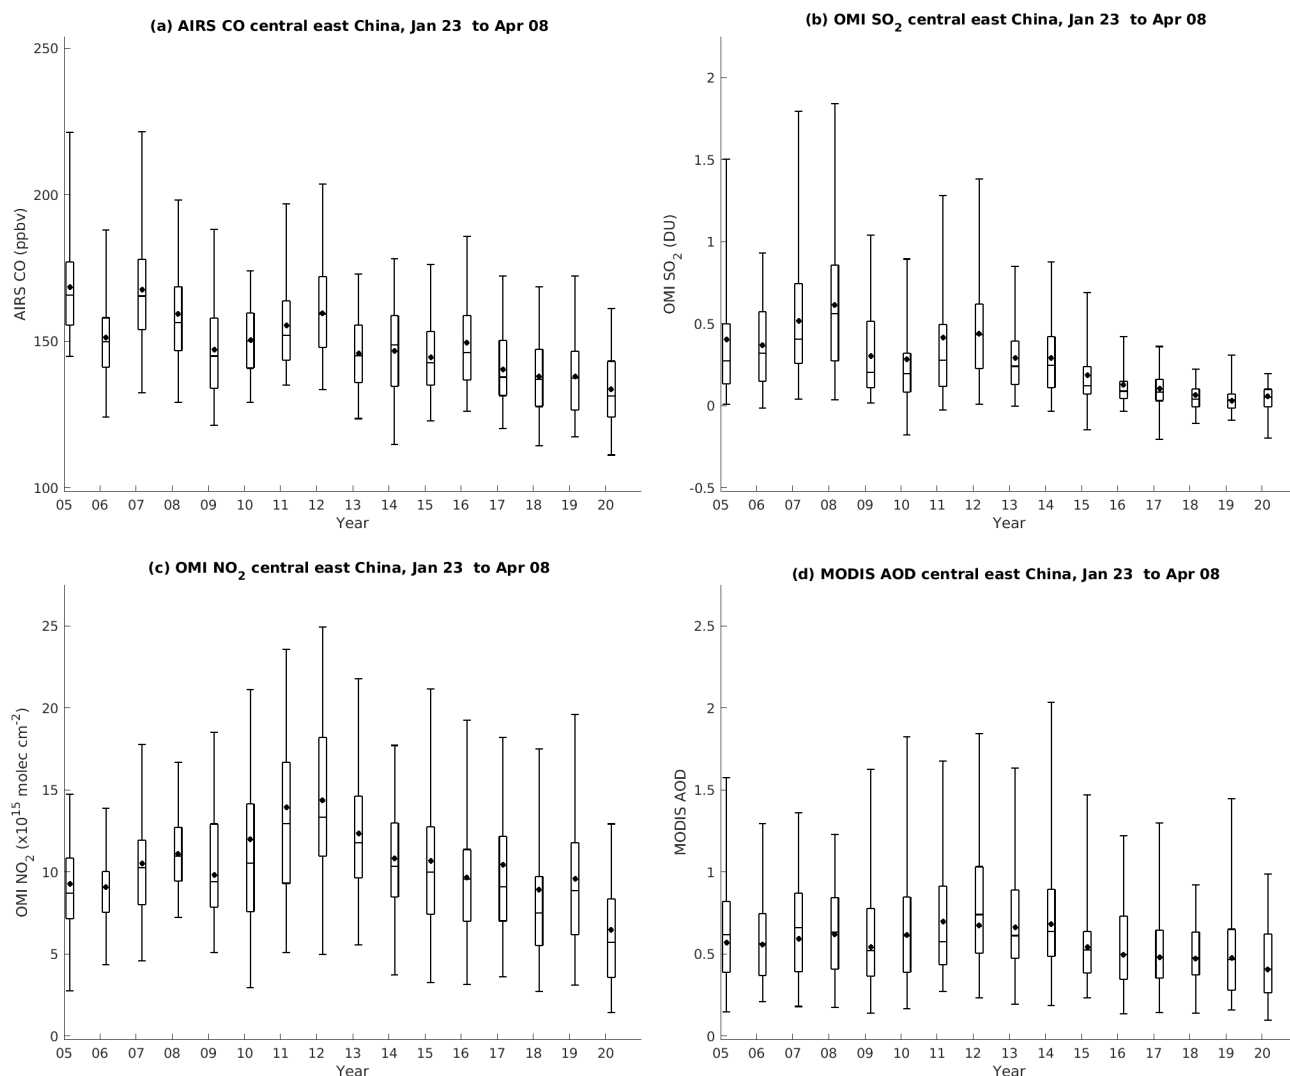 (a) AIRS CO central east China, Jan 23 to Apr 08
250
200
150
100
AIRS CO (ppbv)
05 06 07 08 09 10 11 12 13 14 15 16 17 18 19 20
Year
(b) OMI SO2 central east China, Jan 23 to Apr 08
2
1.5
1
0.5
0
-0.5
OMI SO2 (DU)
05 06 07 08 09 10 11 12 13 14 15 16 17 18 19 20
Year
(c) OMI NO2 central east China, Jan 23 to Apr 08
25
20
15
10
5
0
OMI NO2 (x10^15 molec cm^-2)
05 06 07 08 09 10 11 12 13 14 15 16 17 18 19 20
Year
(d) MODIS AOD central east China, Jan 23 to Apr 08
2.5
2
1.5
1
0.5
0
MODIS AOD
05 06 07 08 09 10 11 12 13 14 15 16 17 18 19 20
Year